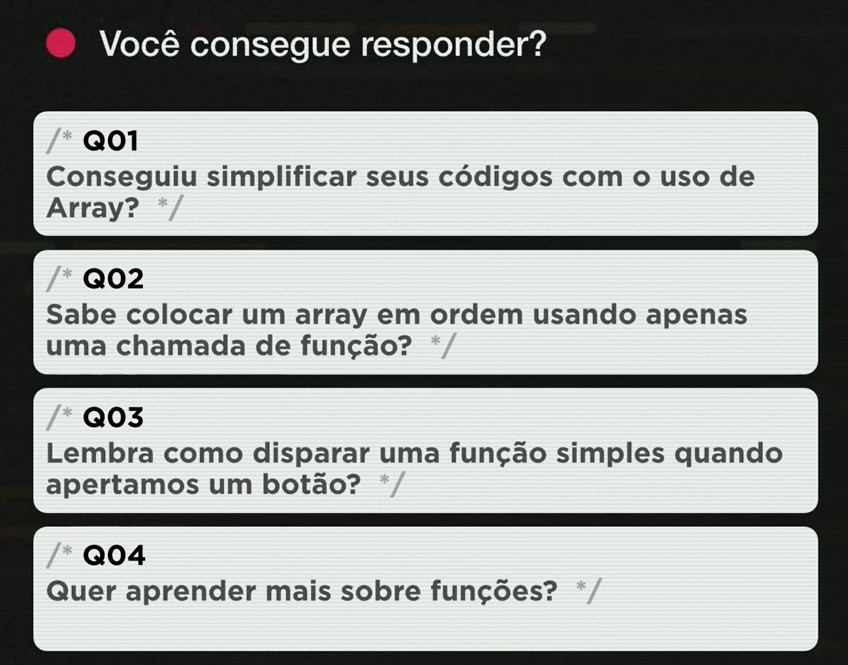 Você consegue responder?
/* Q01
Conseguiu simplificar seus códigos com o uso de
Array? */
/* Q02
Sabe colocar um array em ordem usando apenas
uma chamada de função? */
/* Q03
Lembra como disparar uma função simples quando
apertamos um botão? */
/* Q04
Quer aprender mais sobre funções? */